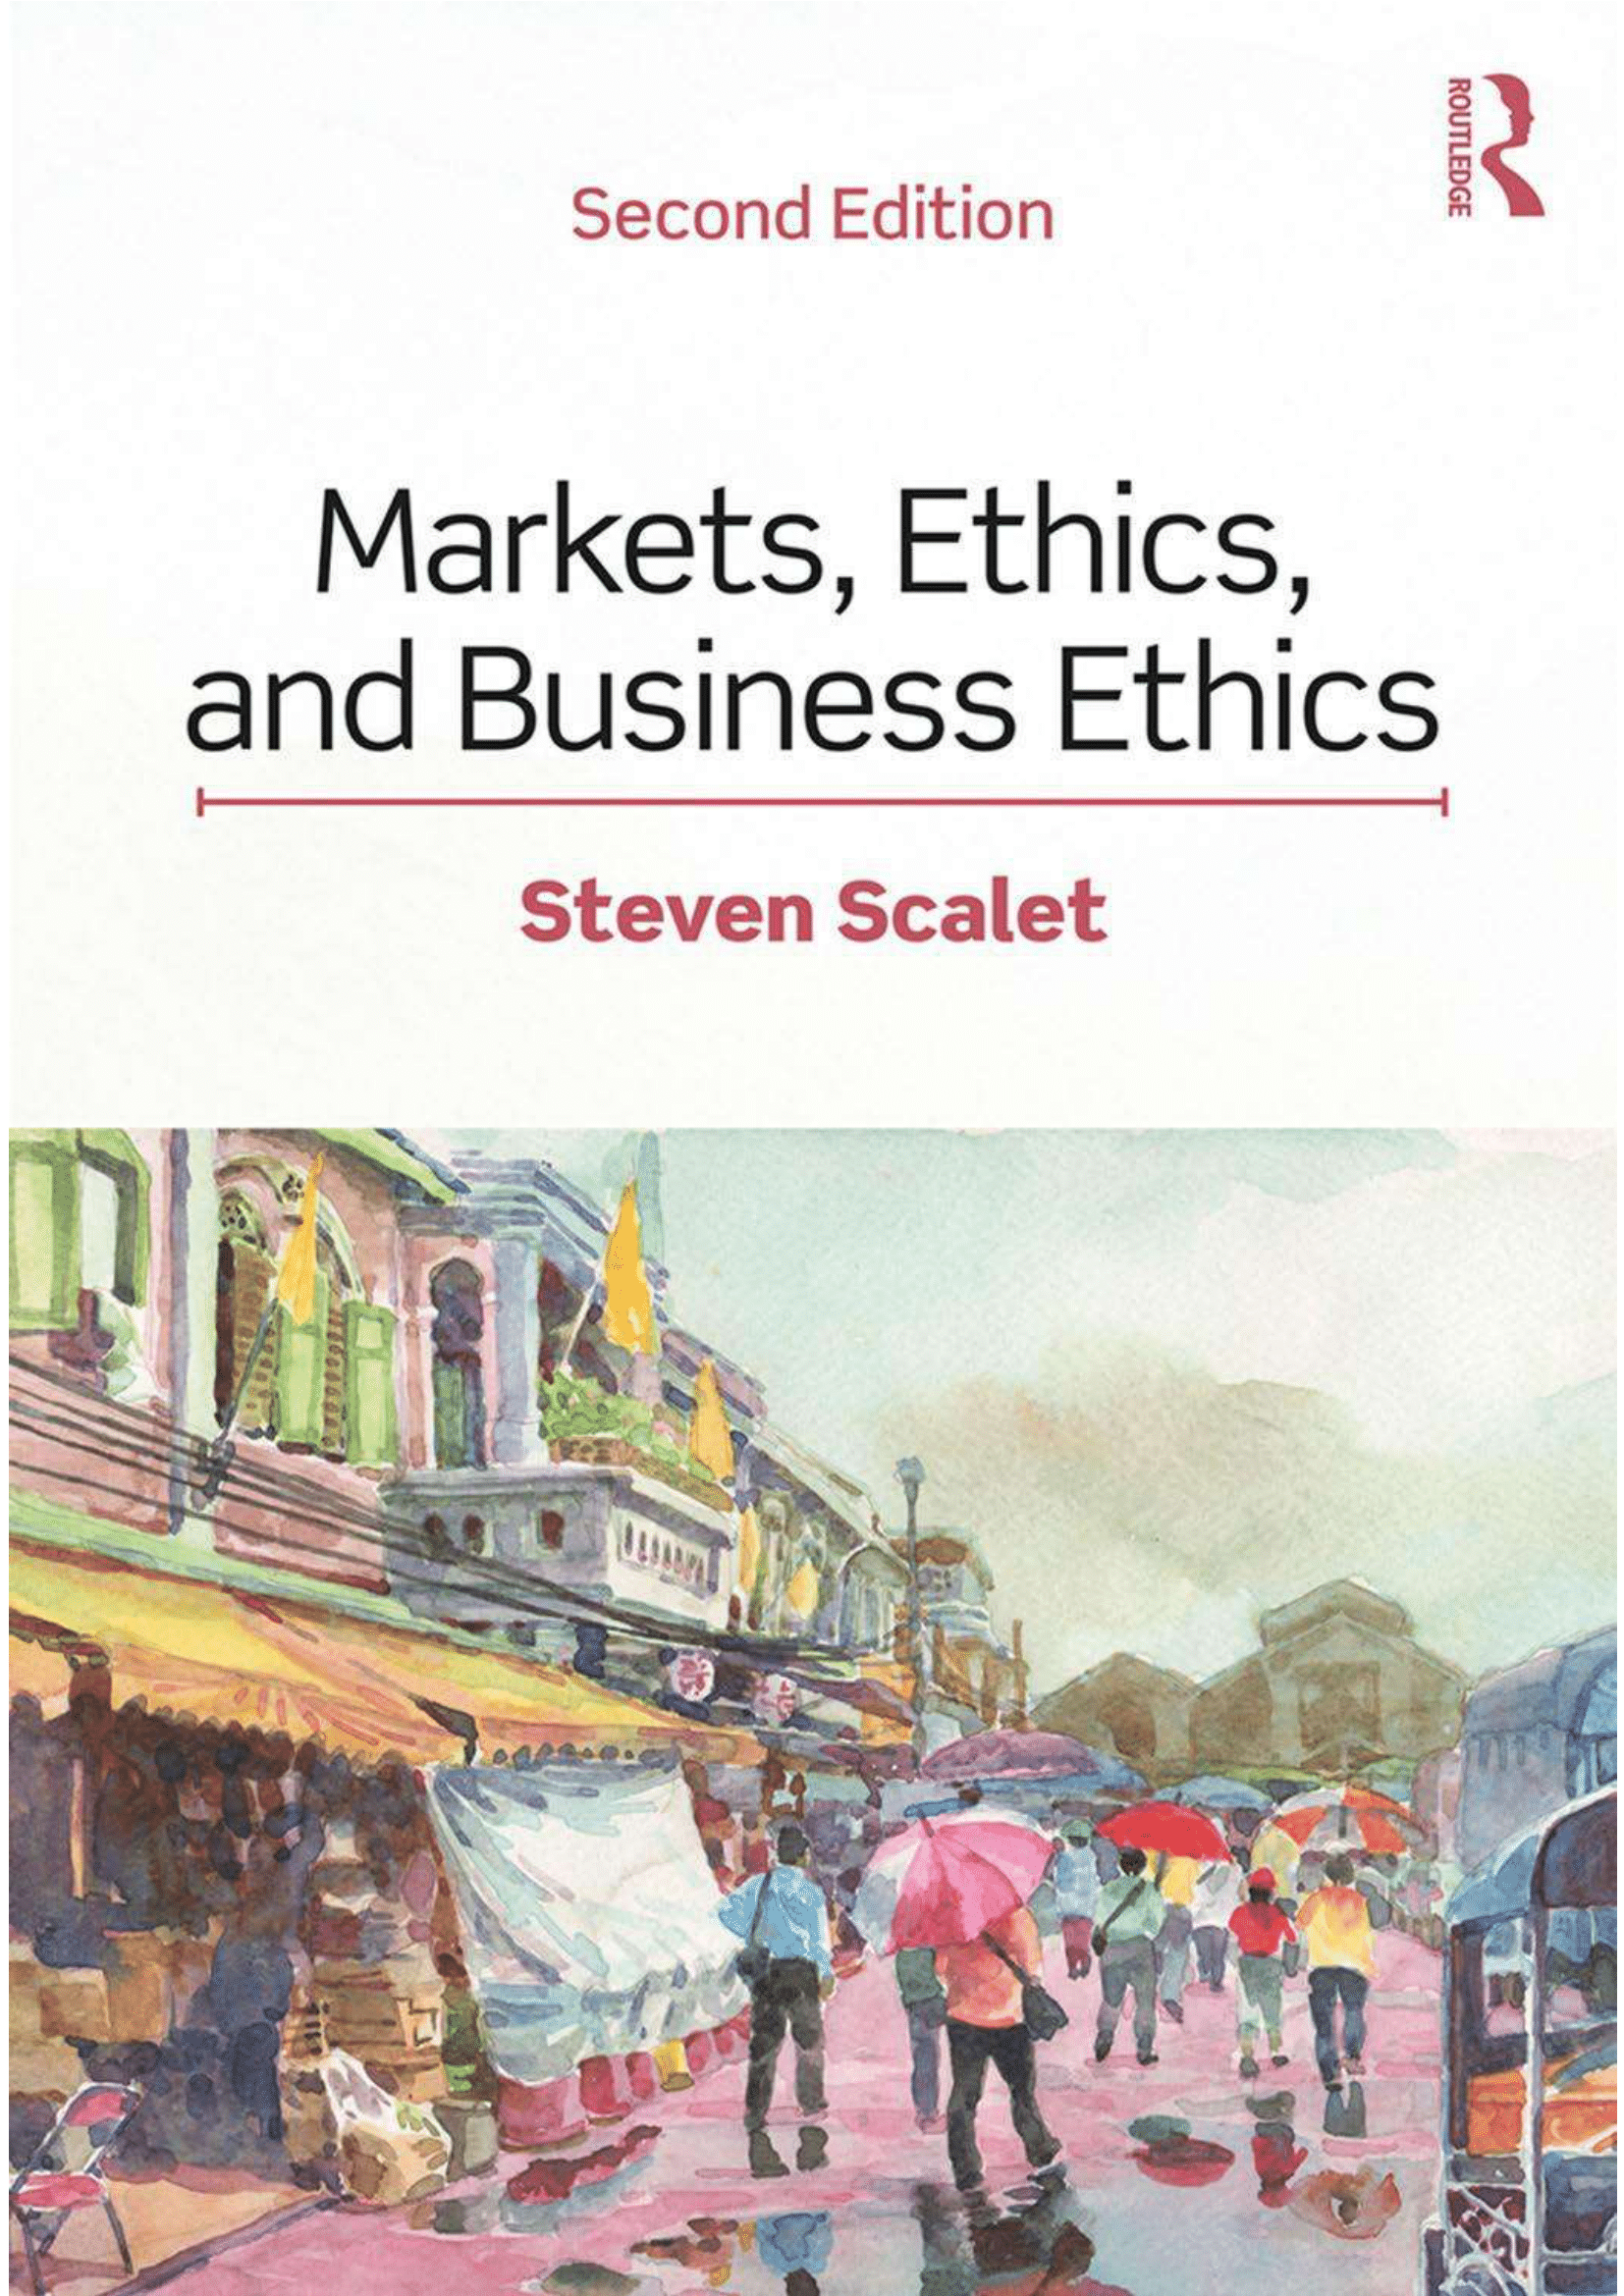 ROUTLEDGE
Second Edition
Markets, Ethics,
and Business Ethics
Steven Scalet